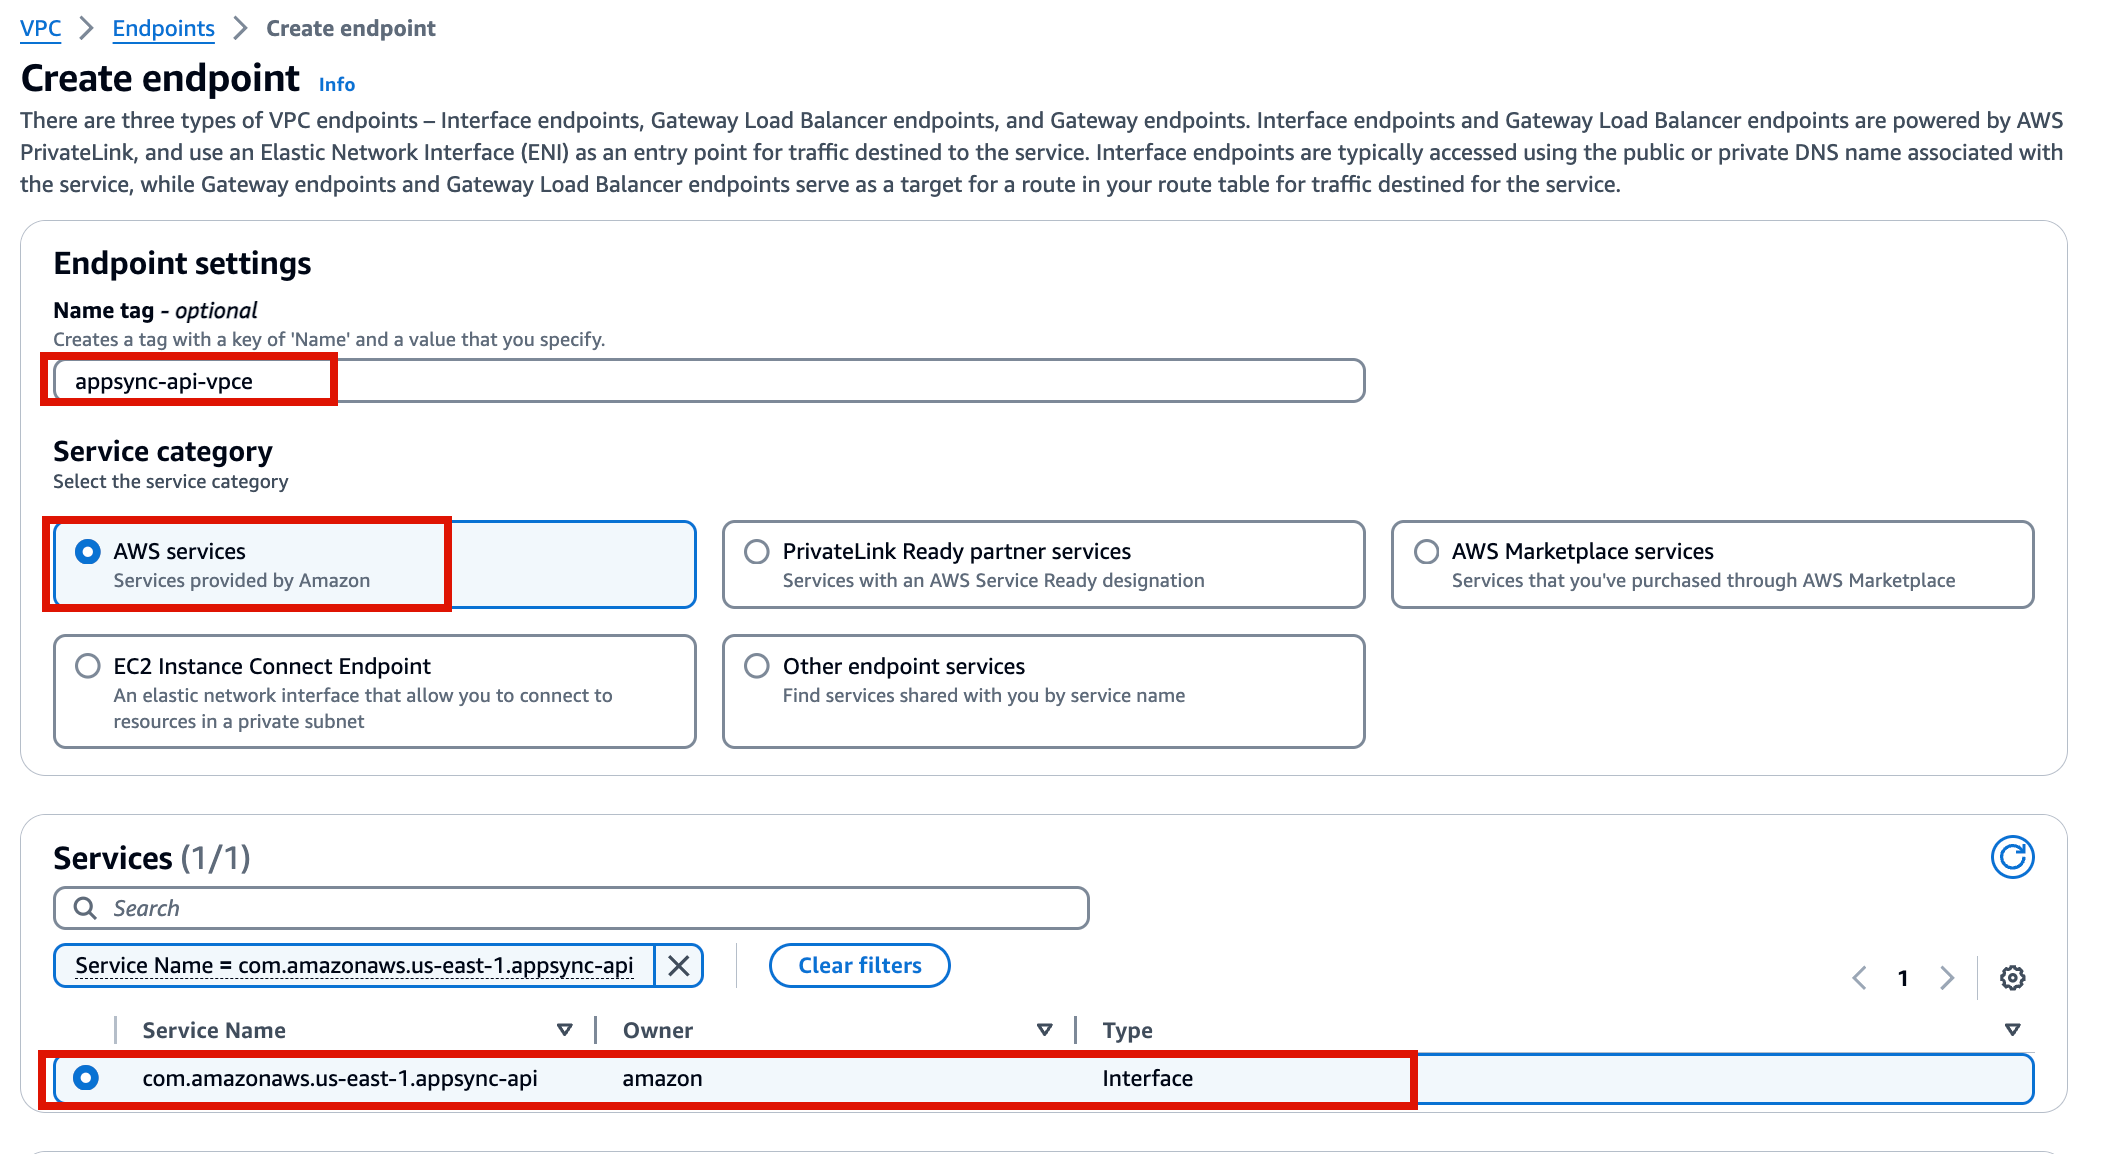 VPC > Endpoints > Create endpoint
Create endpoint Info
There are three types of VPC endpoints – Interface endpoints, Gateway Load Balancer endpoints, and Gateway endpoints. Interface endpoints and Gateway Load Balancer endpoints are powered by AWS
PrivateLink, and use an Elastic Network Interface (ENI) as an entry point for traffic destined to the service. Interface endpoints are typically accessed using the public or private DNS name associated with
the service, while Gateway endpoints and Gateway Load Balancer endpoints serve as a target for a route in your route table for traffic destined for the service.
Endpoint settings
Name tag - optional
Creates a tag with a key of 'Name' and a value that you specify.
appsync-api-vpce
Service category
Select the service category
AWS services
Services provided by Amazon
PrivateLink Ready partner services
Services with an AWS Service Ready designation
AWS Marketplace services
Services that you've purchased through AWS Marketplace
EC2 Instance Connect Endpoint
An elastic network interface that allow you to connect to
resources in a private subnet
Other endpoint services
Find services shared with you by service name
Services (1/1)
Search
Service Name = com.amazonaws.us-east-1.appsync-api
Clear filters
1
Service Name Owner Type
com.amazonaws.us-east-1.appsync-api amazon Interface